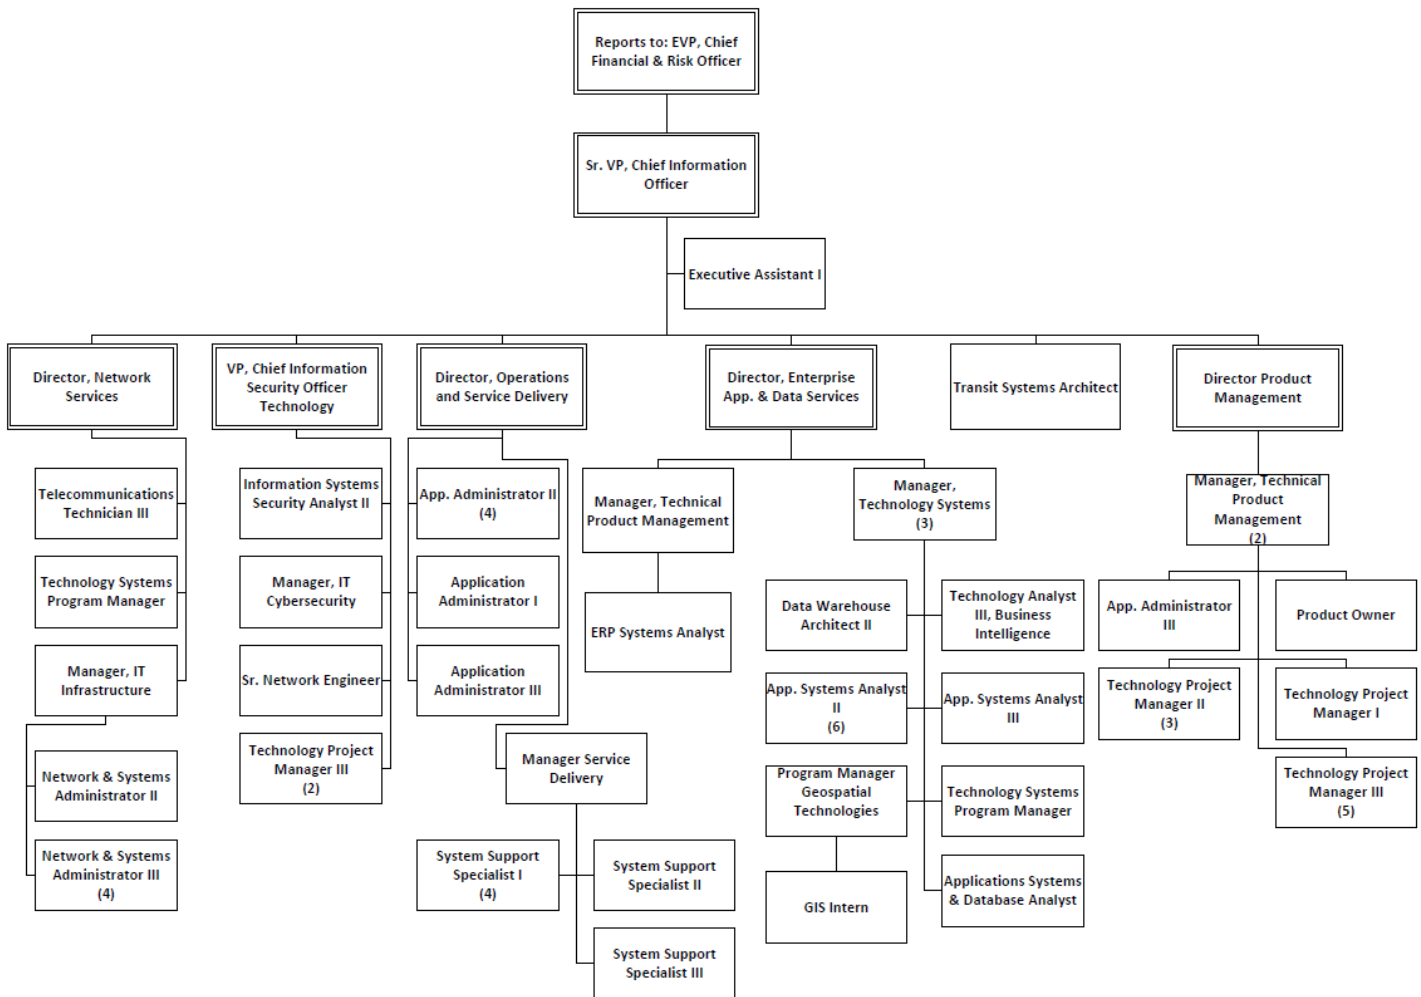 Reports to: EVP, Chief
Financial & Risk Officer
Sr. VP, Chief Information
Officer
Executive Assistant I
Director, Network
Services
VP, Chief Information
Security Officer
Technology
Director, Operations
and Service Delivery
Director, Enterprise
App. & Data Services
Transit Systems Architect
Director Product
Management
Telecommunications
Technician III
Technology Systems
Program Manager
Manager, IT
Infrastructure
Network & Systems
Administrator II
Network & Systems
Administrator III
(4)
Information Systems
Security Analyst II
Manager, IT
Cybersecurity
Sr. Network Engineer
Technology Project
Manager III
(2)
App. Administrator II
(4)
Application
Administrator I
Application
Administrator III
Manager Service
Delivery
System Support
Specialist I
(4)
System Support
Specialist II
System Support
Specialist III
Manager, Technical
Product Management
ERP Systems Analyst
Manager,
Technology Systems
(3)
Data Warehouse
Architect II
Technology Analyst
III, Business
Intelligence
App. Systems Analyst
II
(6)
App. Systems Analyst
III
Program Manager
Geospatial
Technologies
Technology Systems
Program Manager
GIS Intern
Applications Systems
& Database Analyst
Manager, Technical
Product
Management
(2)
App. Administrator
III
Product Owner
Technology Project
Manager II
(3)
Technology Project
Manager I
Technology Project
Manager III
(5)